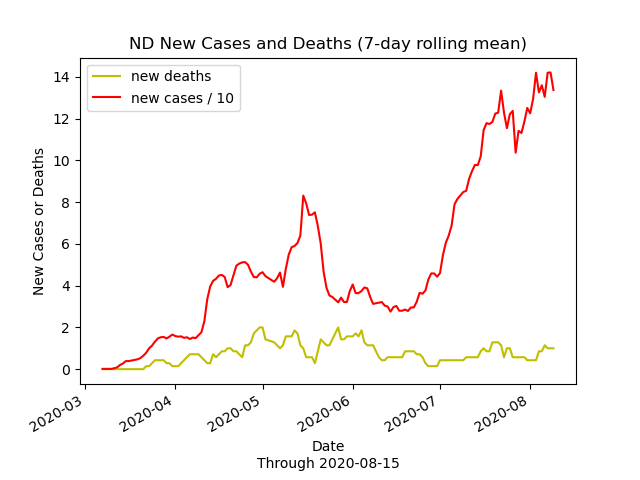 ND New Cases and Deaths (7-day rolling mean)
new deaths
new cases / 10
New Cases or Deaths
14
12
10
8
6
4
2
0
2020-03
2020-04
2020-05
2020-06
2020-07
2020-08
Date
Through 2020-08-15